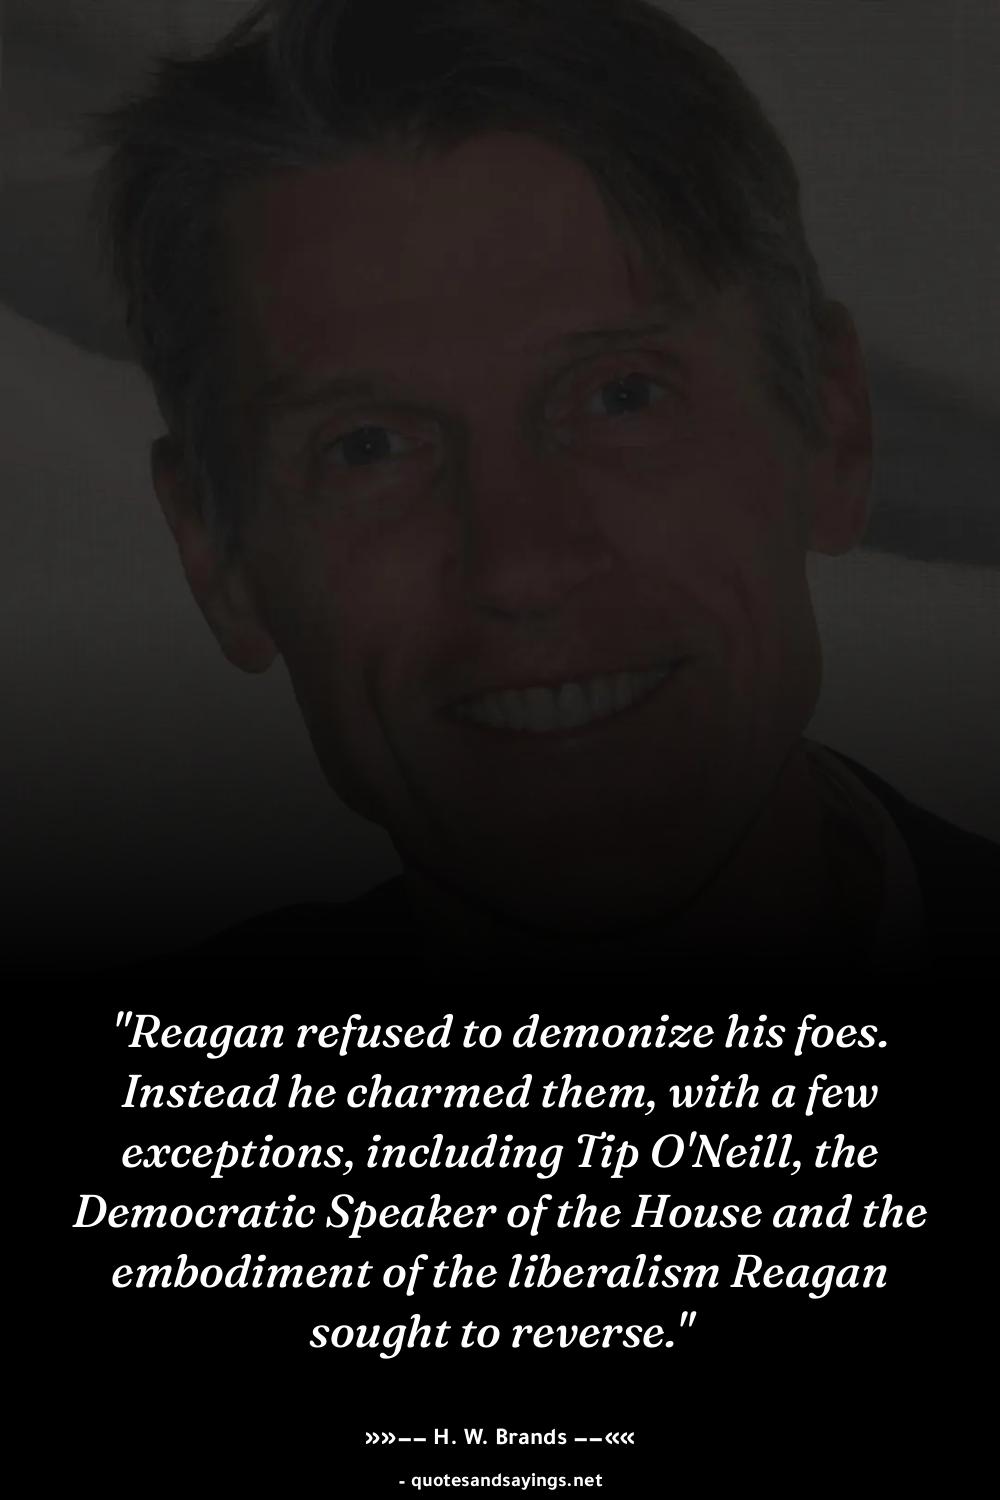 "Reagan refused to demonize his foes.
Instead he charmed them, with a few
exceptions, including Tip O'Neill, the
Democratic Speaker of the House and the
embodiment of the liberalism Reagan
sought to reverse."
»»−− H. W. Brands −−««
- quotesandsayings.net